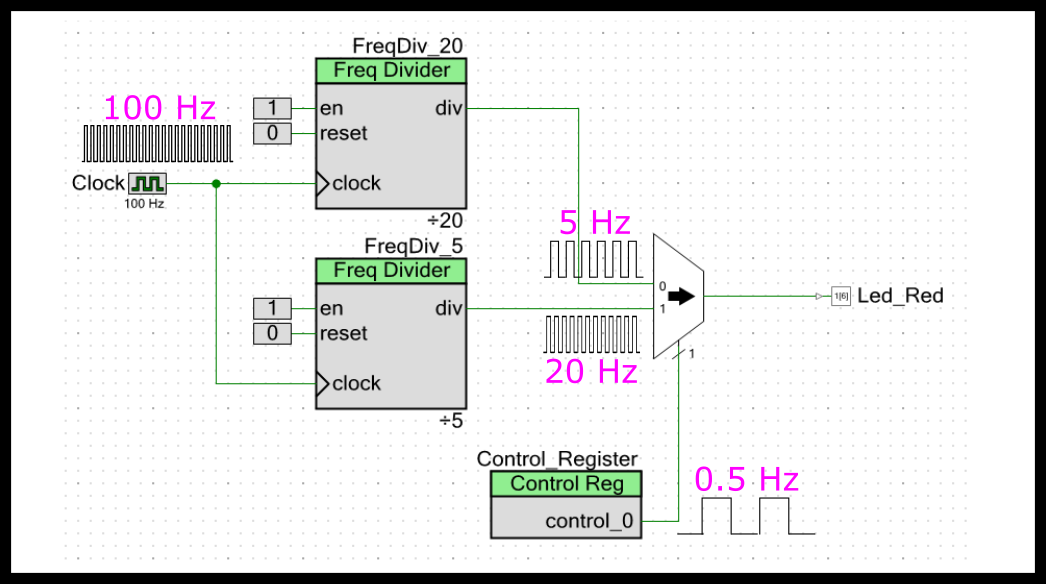 FreqDiv_20
Freq Divider
100 Hz
1
en
div
0
reset
Clock
clock
100 Hz
÷20
5 Hz
FreqDiv_5
Freq Divider
0
1[6]
Led_Red
1
en
div
1
0
reset
1
20 Hz
clock
÷5
Control_Register
Control Reg
0.5 Hz
control_0